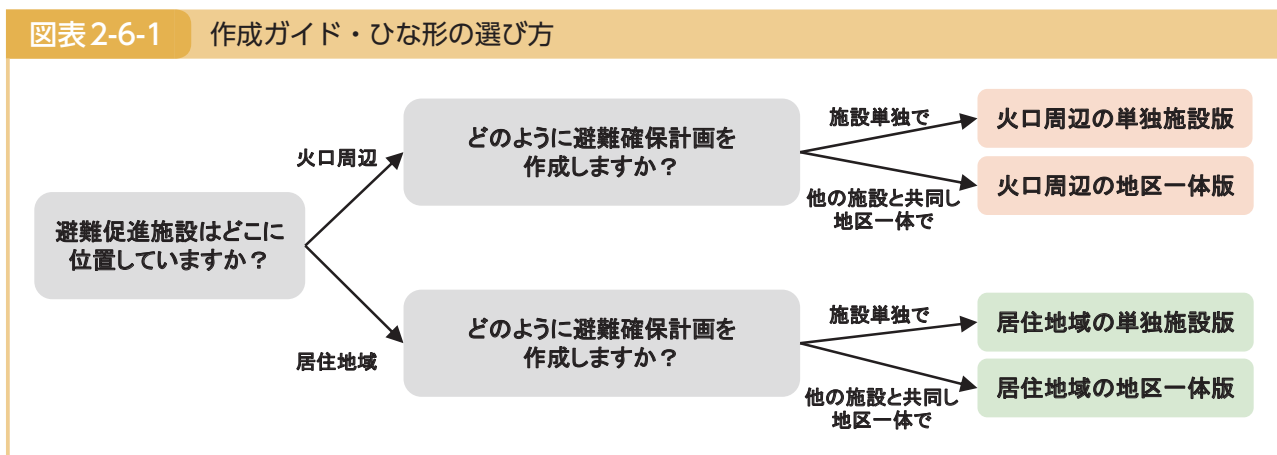 図表2-6-1 作成ガイド・ひな形の選び方
避難促進施設はどこに
位置していますか？
火口周辺
居住地域
どのように避難確保計画を
作成しますか？
施設単独で
他の施設と共同し
地区一体で
火口周辺の単独施設版
火口周辺の地区一体版
どのように避難確保計画を
作成しますか？
施設単独で
他の施設と共同し
地区一体で
居住地域の単独施設版
居住地域の地区一体版